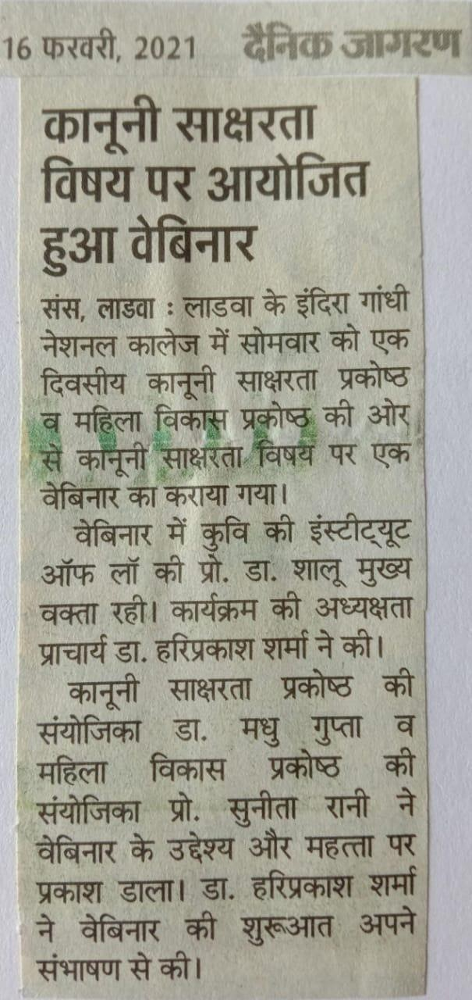 16 फरवरी, 2021 दैनिक जागरण
कानूनी साक्षरता
विषय पर आयोजित
हुआ वेबिनार
संस, लाडवा : लाडवा के इंदिरा गांधी
नेशनल कालेज में सोमवार को एक
दिवसीय कानूनी साक्षरता प्रकोष्ठ
व महिला विकास प्रकोष्ठ की ओर
से कानूनी साक्षरता विषय पर एक
वेबिनार का कराया गया।
वेबिनार में कुवि की इंस्टीट्यूट
ऑफ लॉ की प्रो. डा. शालू मुख्य
वक्ता रही। कार्यक्रम की अध्यक्षता
प्राचार्य डा. हरिप्रकाश शर्मा ने की।
कानूनी साक्षरता प्रकोष्ठ की
संयोजिका डा. मधु गुप्ता व
महिला विकास प्रकोष्ठ की
संयोजिका प्रो. सुनीता रानी ने
वेबिनार के उद्देश्य और महत्ता पर
प्रकाश डाला। डा. हरिप्रकाश शर्मा
ने वेबिनार की शुरूआत अपने
संभाषण से की।